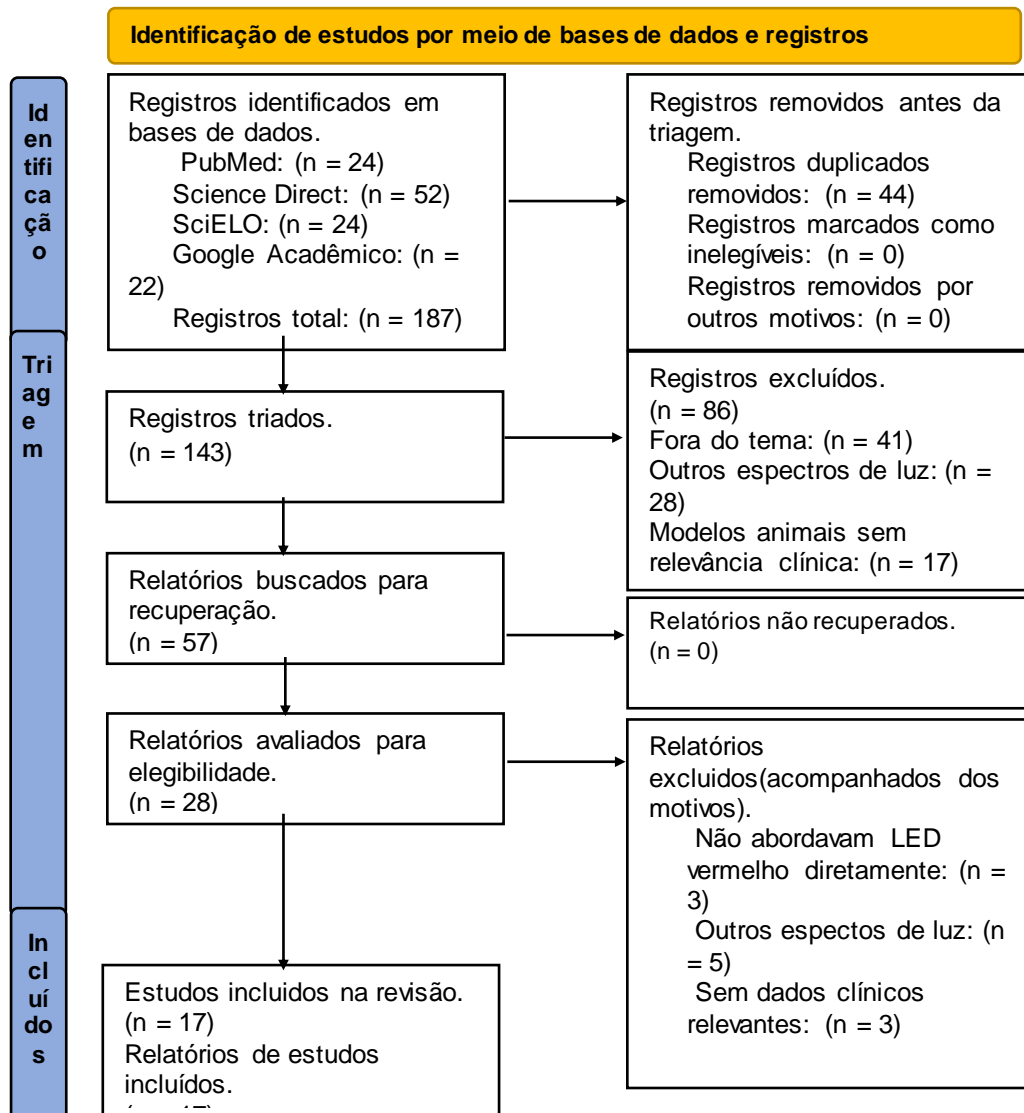 Identificação de estudos por meio de bases de dados e registros
Id
en
tifi
ca
çã
o
Registros identificados em
bases de dados.
PubMed: (n = 24)
Science Direct: (n = 52)
SciELO: (n = 24)
Google Acadêmico: (n =
22)
Registros total: (n = 187)
Registros removidos antes da
triagem.
Registros duplicados
removidos: (n = 44)
Registros marcados como
inelegíveis: (n = 0)
Registros removidos por
outros motivos: (n = 0)
Tri
ag
e
m
Registros triados.
(n = 143)
Registros excluídos.
(n = 86)
Fora do tema: (n = 41)
Outros espectros de luz: (n =
28)
Modelos animais sem
relevância clínica: (n = 17)
Relatórios buscados para
recuperação.
(n = 57)
Relatórios não recuperados.
(n = 0)
Relatórios avaliados para
elegibilidade.
(n = 28)
Relatórios
excluidos(acompanhados dos
motivos).
Não abordavam LED
vermelho diretamente: (n =
3)
Outros espectos de luz: (n
= 5)
Sem dados clínicos
relevantes: (n = 3)
In
cl
uí
do
s
Estudos incluidos na revisão.
(n = 17)
Relatórios de estudos
incluídos.